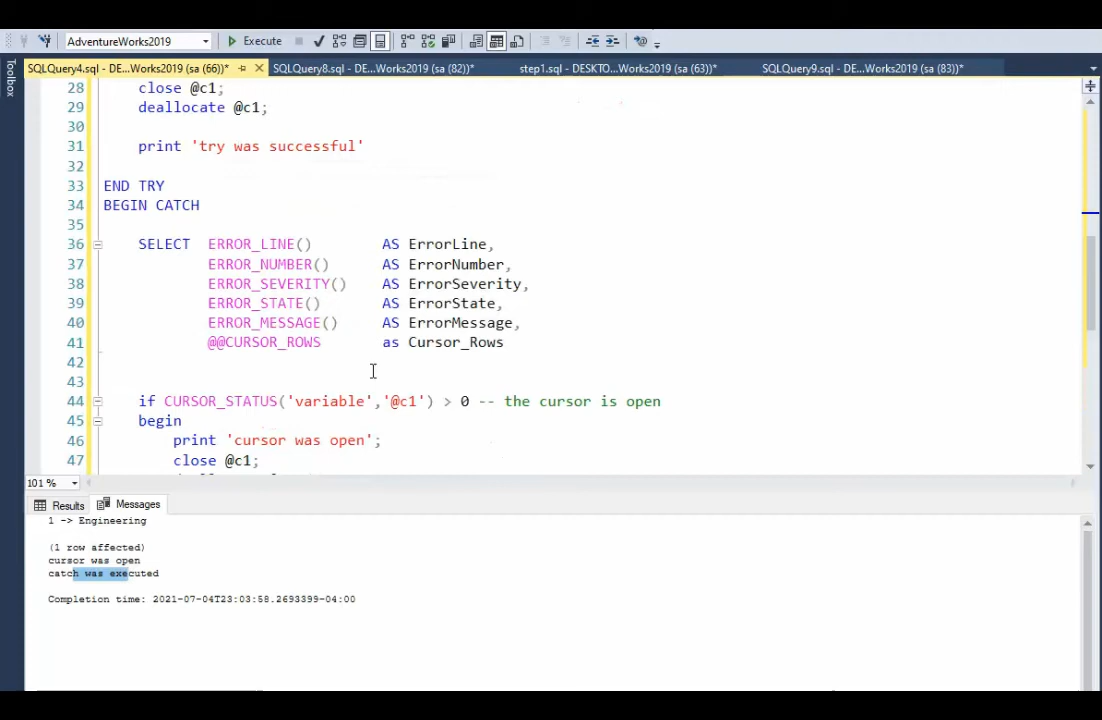 AdventureWorks2019 Execute
SQLQuery4.sql - DE...Works2019 (sa (66))* SQLQuery8.sql - DE...Works2019 (sa (82))* step1.sql - DESKTO...Works2019 (sa (63))* SQLQuery9.sql - DE...Works2019 (sa (83))*
Toolbox
28 close @c1;
29 deallocate @c1;
30
31 print 'try was successful'
32
33 END TRY
34 BEGIN CATCH
35
36 SELECT ERROR_LINE() AS ErrorLine,
37 ERROR_NUMBER() AS ErrorNumber,
38 ERROR_SEVERITY() AS ErrorSeverity,
39 ERROR_STATE() AS ErrorState,
40 ERROR_MESSAGE() AS ErrorMessage,
41 @@CURSOR_ROWS as Cursor_Rows
42
43
44 if CURSOR_STATUS('variable','@c1') > 0 -- the cursor is open
45 begin
46 print 'cursor was open';
47 close @c1;
101 %
Results Messages
1 -> Engineering
(1 row affected)
cursor was open
catch was executed
Completion time: 2021-07-04T23:03:58.2693399-04:00